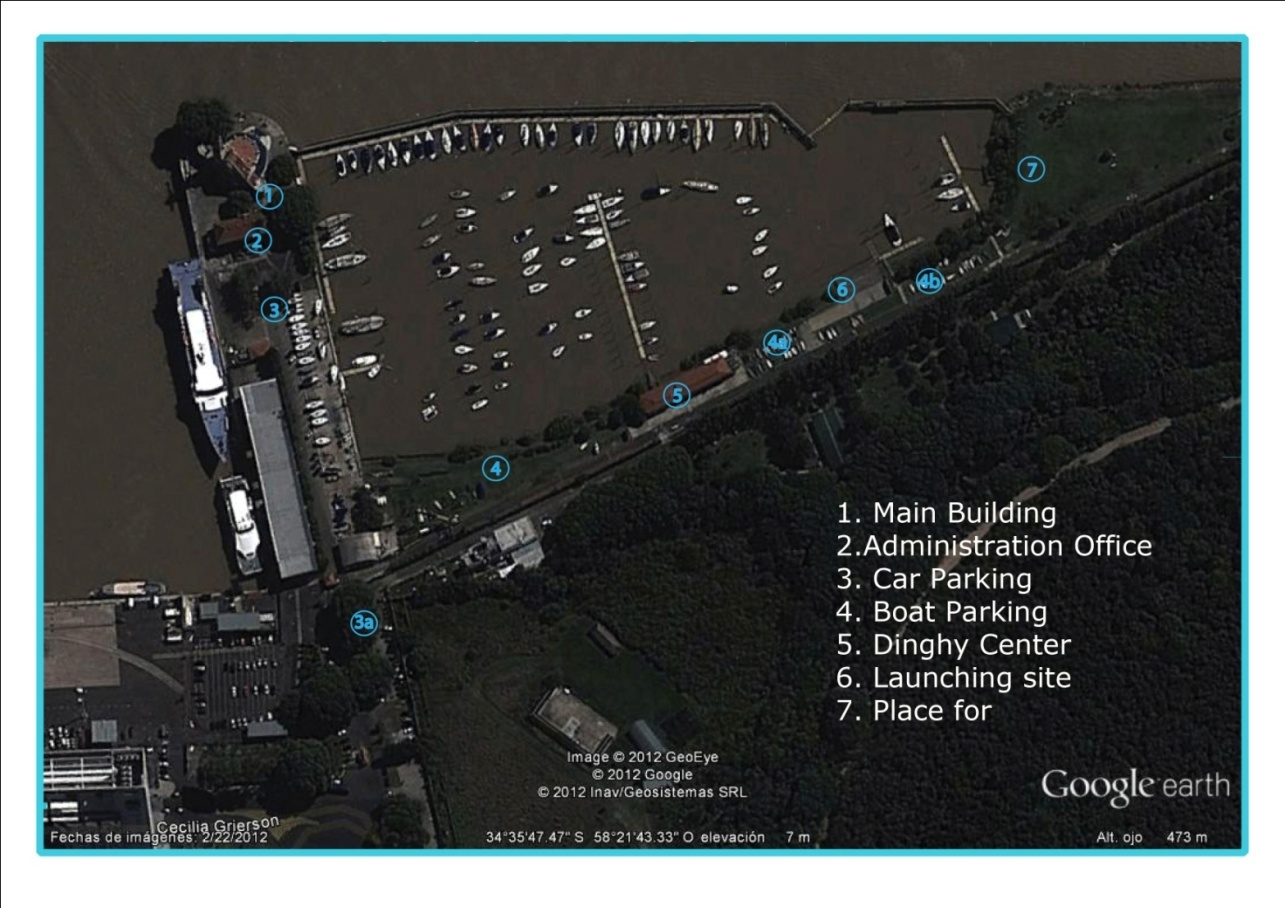 1
2
3
7
6
4b
4a
5
4
3a
1. Main Building
2.Administration Office
3. Car Parking
4. Boat Parking
5. Dinghy Center
6. Launching site
7. Place for
Image © 2012 GeoEye
© 2012 Google
© 2012 Inav/Geosistemas SRL
Google earth
Cecilia Grierson
Fechas de imágenes: 2/22/2012
34°35'47.47" S 58°21'43.33" O elevación 7 m
Alt. ojo 473 m